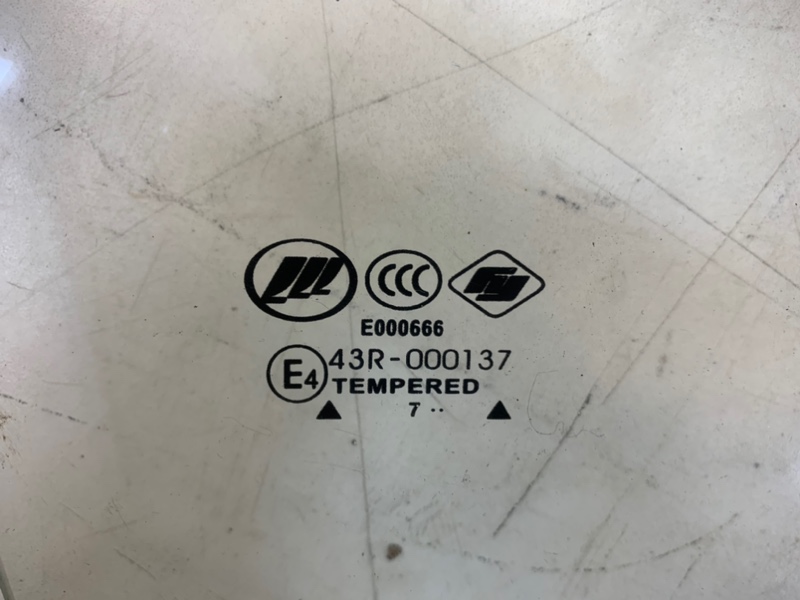 CCC
E000666
E4 43R-000137
TEMPERED
7 ..